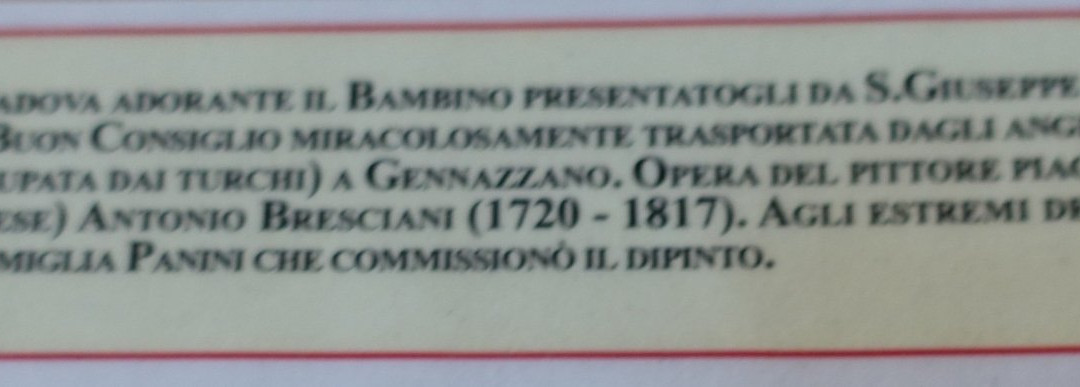 ADOVA ADORANTE IL BAMBINO PRESENTATOGLI DA S.GIUSEPPE
BUON CONSIGLIO MIRACOLOSAMENTE TRASPORTATA DAGLI ANG
UPATA DAI TURCHI) A GENNAZZANO. OPERA DEL PITTORE PIAC
ESE) ANTONIO BRESCIANI (1720 - 1817). AGLI ESTREMI DE
MIGLIA PANINI CHE COMMISSIONÒ IL DIPINTO.